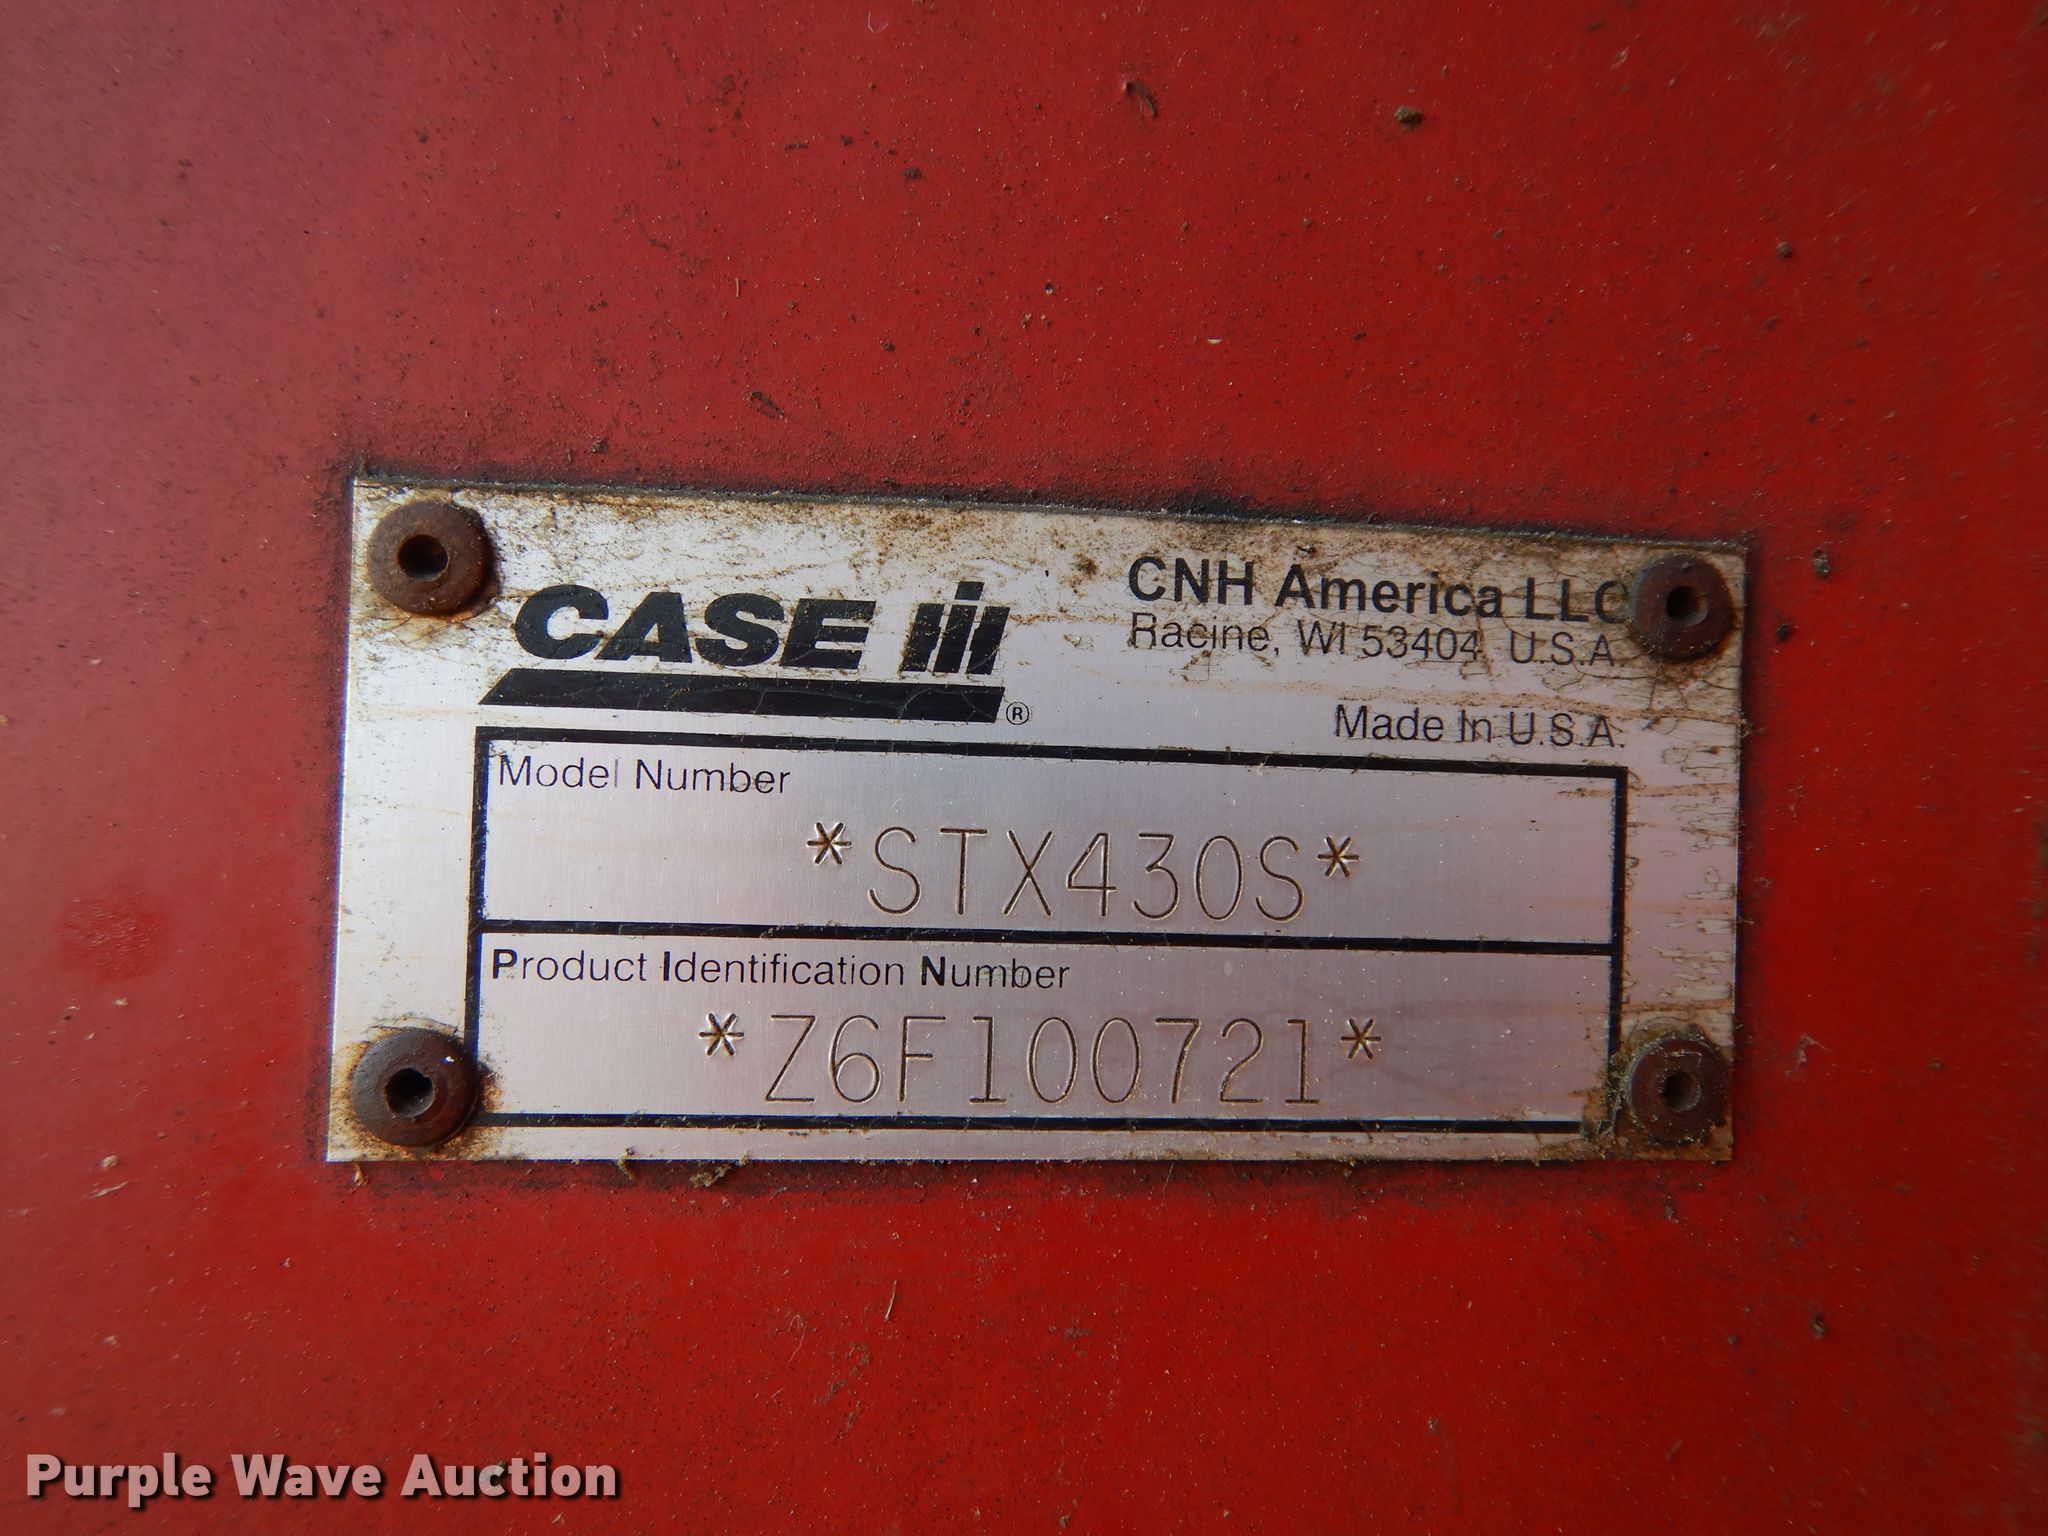 CASE IH ®
CNH America LLC
Racine, WI 53404 U.S.A.
Made In U.S.A.
Model Number
*STX430S*
Product Identification Number
*Z6F100721*
Purple Wave Auction